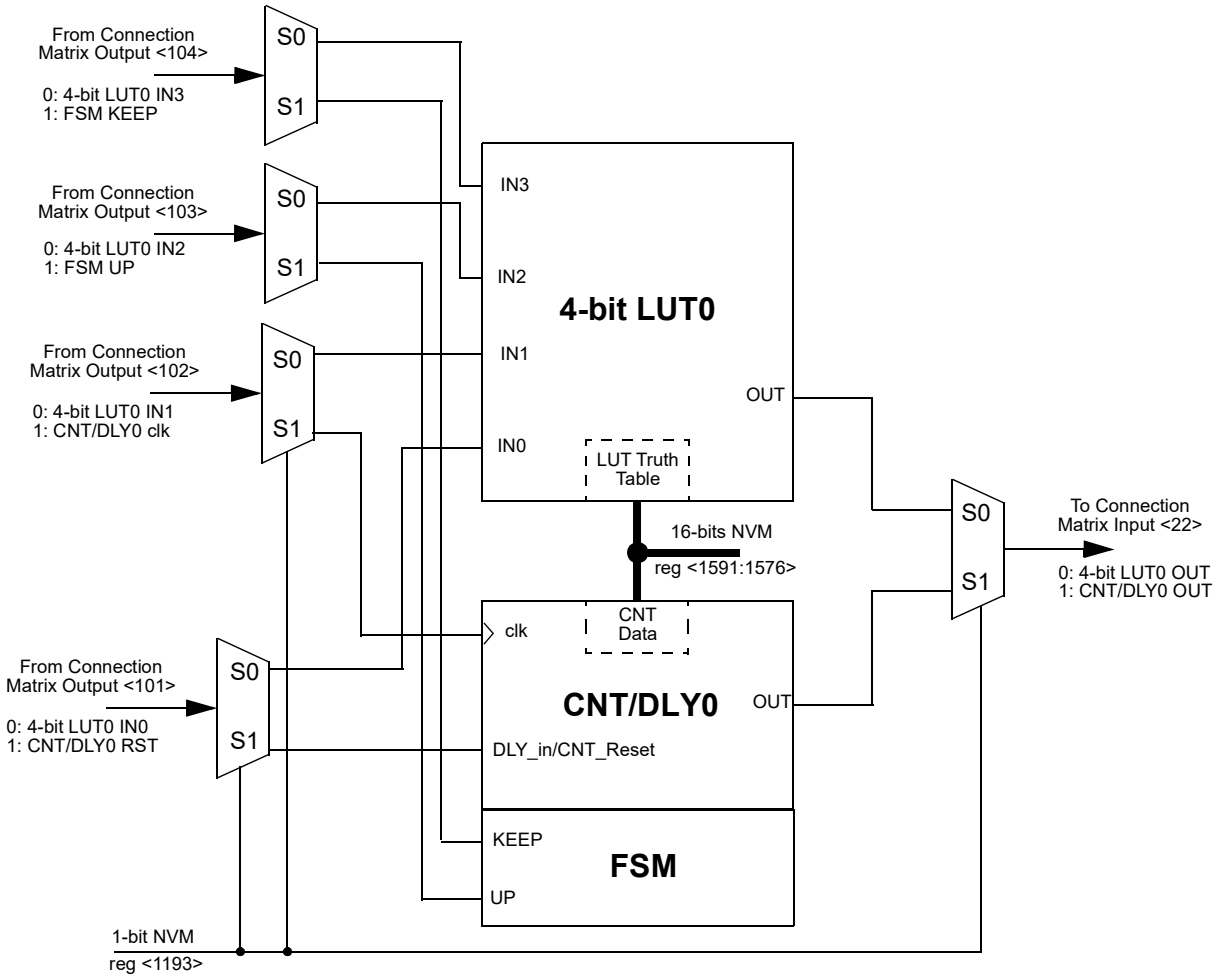 From Connection
Matrix Output <104>
0: 4-bit LUT0 IN3
1: FSM KEEP
S0
S1
From Connection
Matrix Output <103>
0: 4-bit LUT0 IN2
1: FSM UP
S0
S1
From Connection
Matrix Output <102>
0: 4-bit LUT0 IN1
1: CNT/DLY0 clk
S0
S1
From Connection
Matrix Output <101>
0: 4-bit LUT0 IN0
1: CNT/DLY0 RST
S0
S1
IN3
IN2
IN1
IN0
4-bit LUT0
OUT
LUT Truth
Table
16-bits NVM
reg <1591:1576>
clk
CNT
Data
CNT/DLY0
OUT
DLY_in/CNT_Reset
KEEP
FSM
UP
S0
S1
To Connection
Matrix Input <22>
0: 4-bit LUT0 OUT
1: CNT/DLY0 OUT
1-bit NVM
reg <1193>